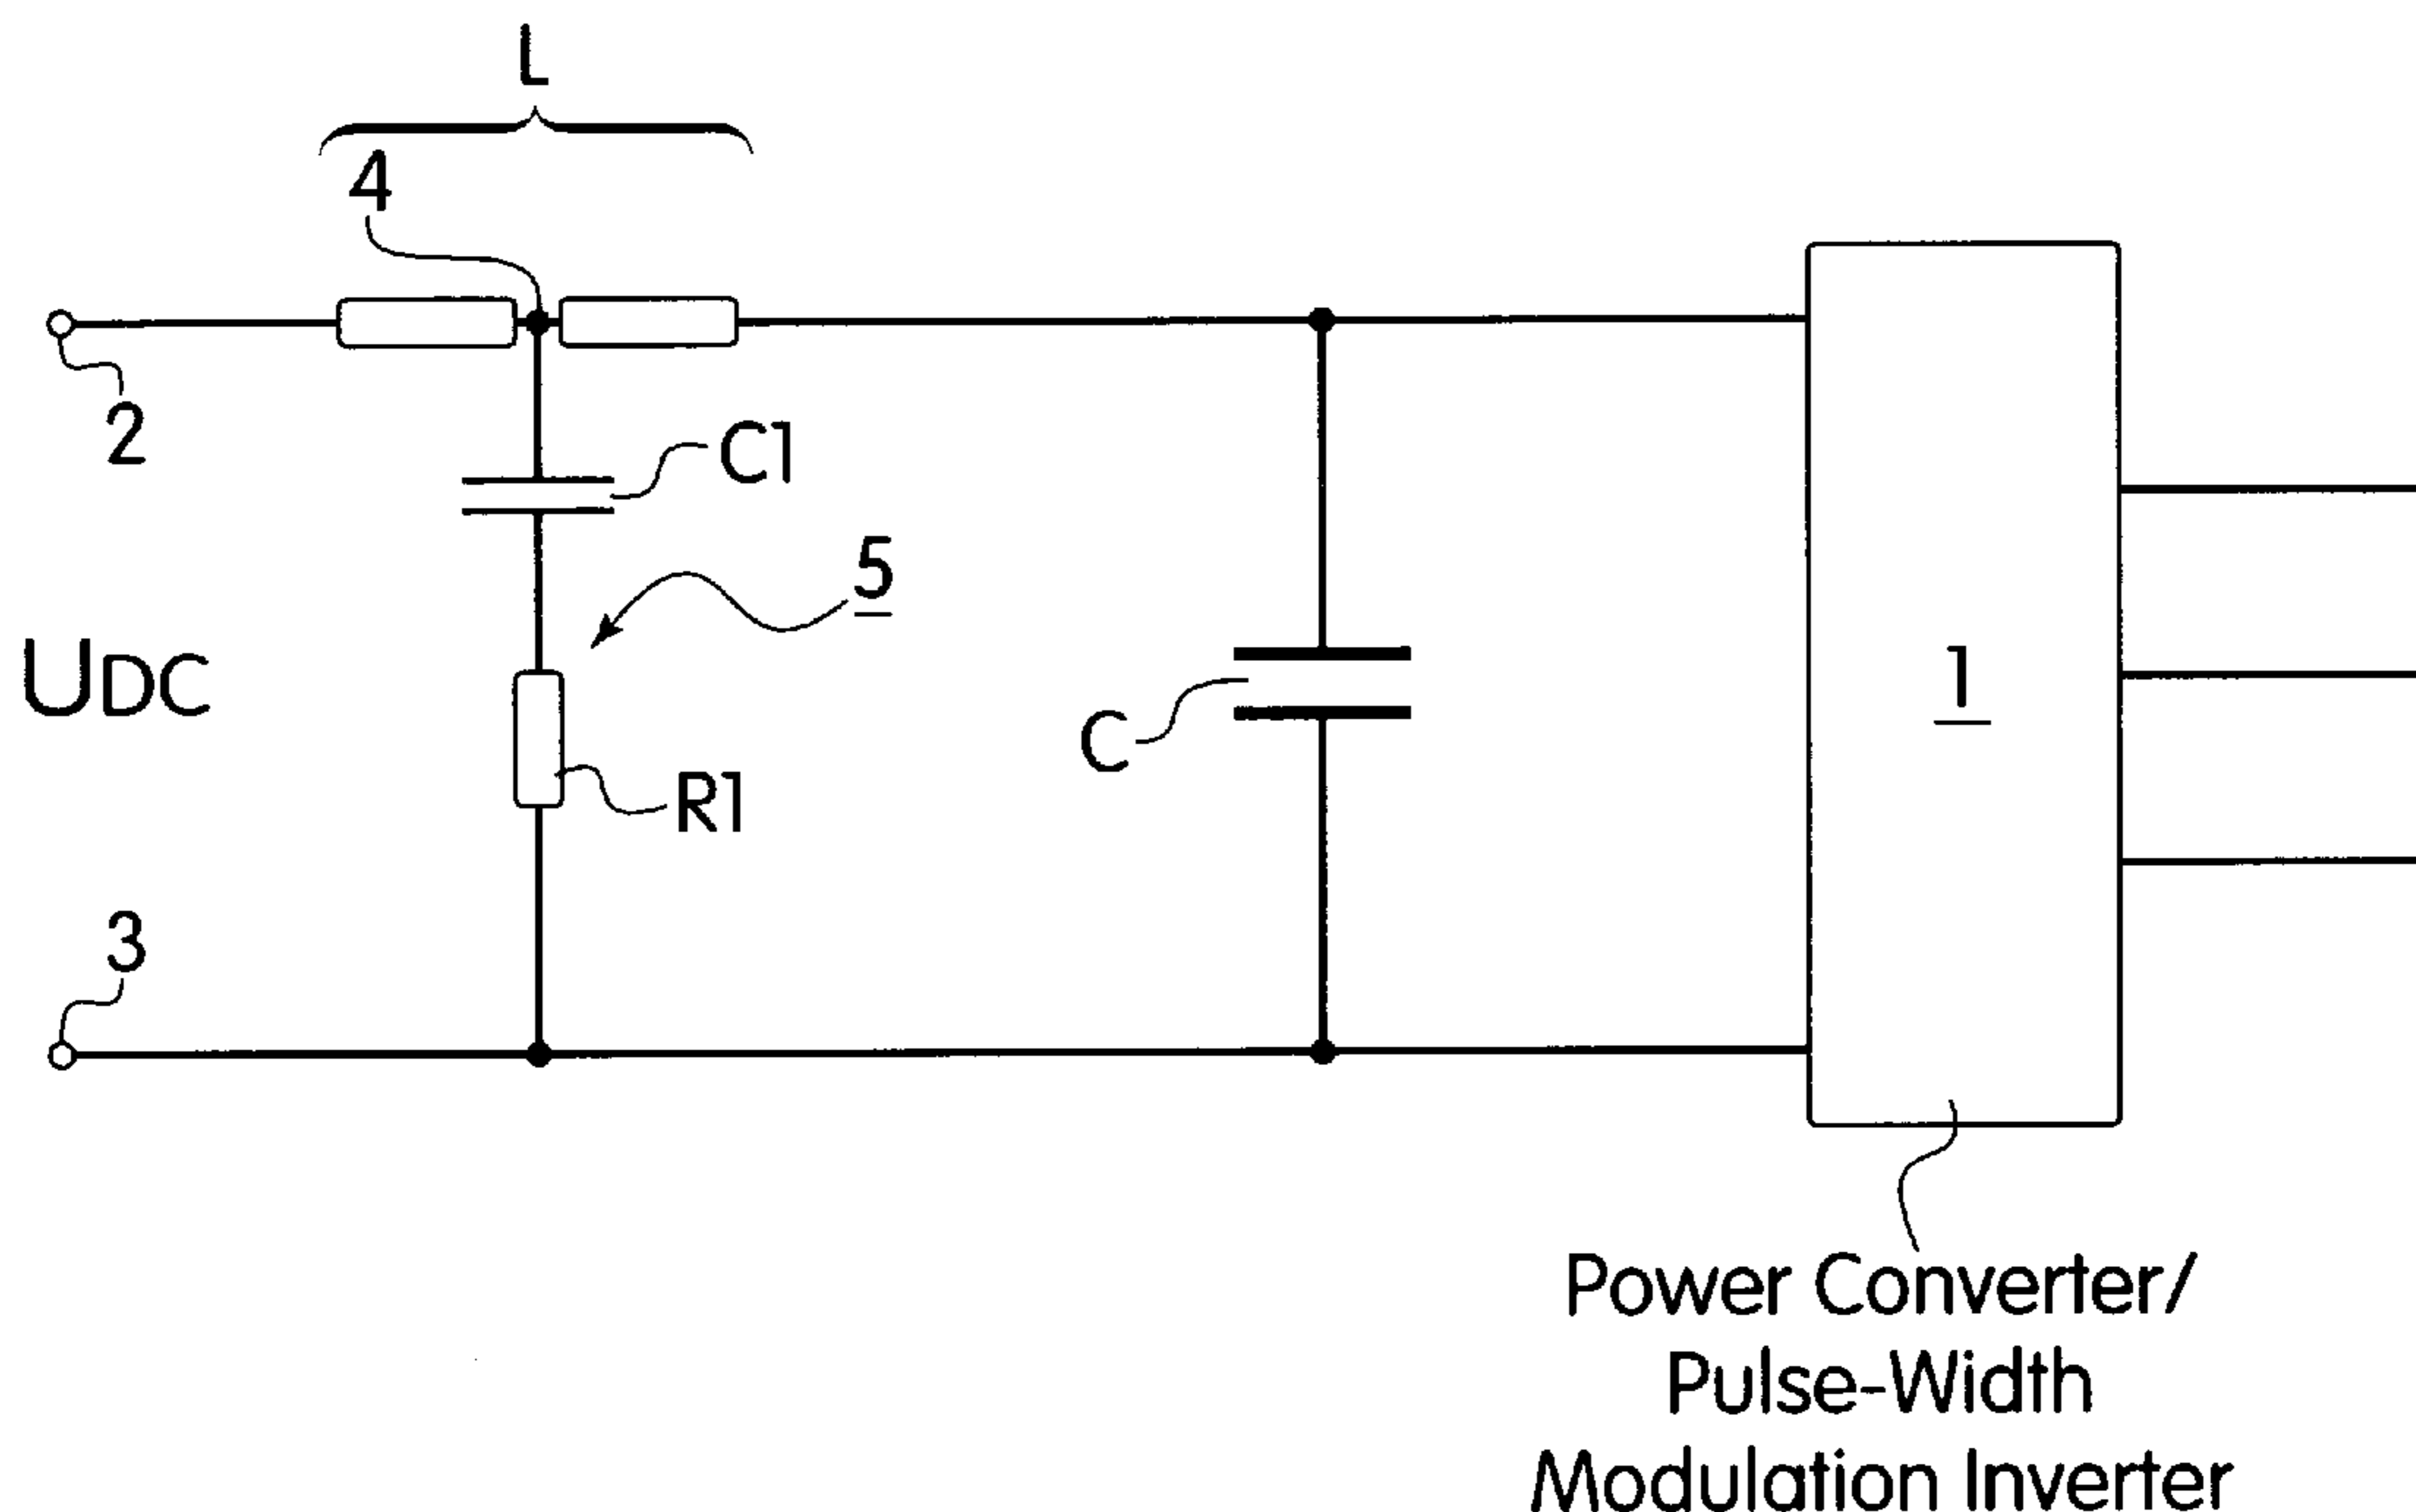 L
4
2
C1
5
UDC
1
C
R1
3
Power Converter/
Pulse-Width
Modulation Inverter